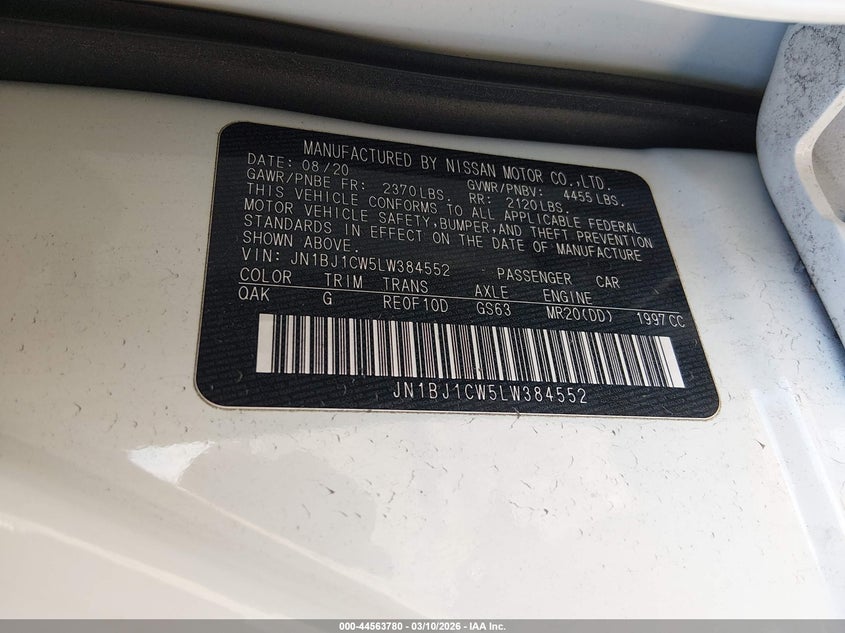 MANUFACTURED BY NISSAN MOTOR CO.,LTD.
DATE: 08/20 GVWR/PNBV: 4455 LBS.
GAWR/PNBE FR: 2370LBS. RR: 2120LBS.
THIS VEHICLE CONFORMS TO ALL APPLICABLE FEDERAL
MOTOR VEHICLE SAFETY,BUMPER,AND THEFT PREVENTION
STANDARDS IN EFFECT ON THE DATE OF MANUFACTURE
SHOWN ABOVE.
VIN: JN1BJ1CW5LW384552 PASSENGER CAR
COLOR TRIM TRANS AXLE ENGINE
QAK G REOF10D GS63 MR20(DD) 1997CC
JN1BJ1CW5LW384552
000-44563780 — 03/10/2026 — IAA Inc.